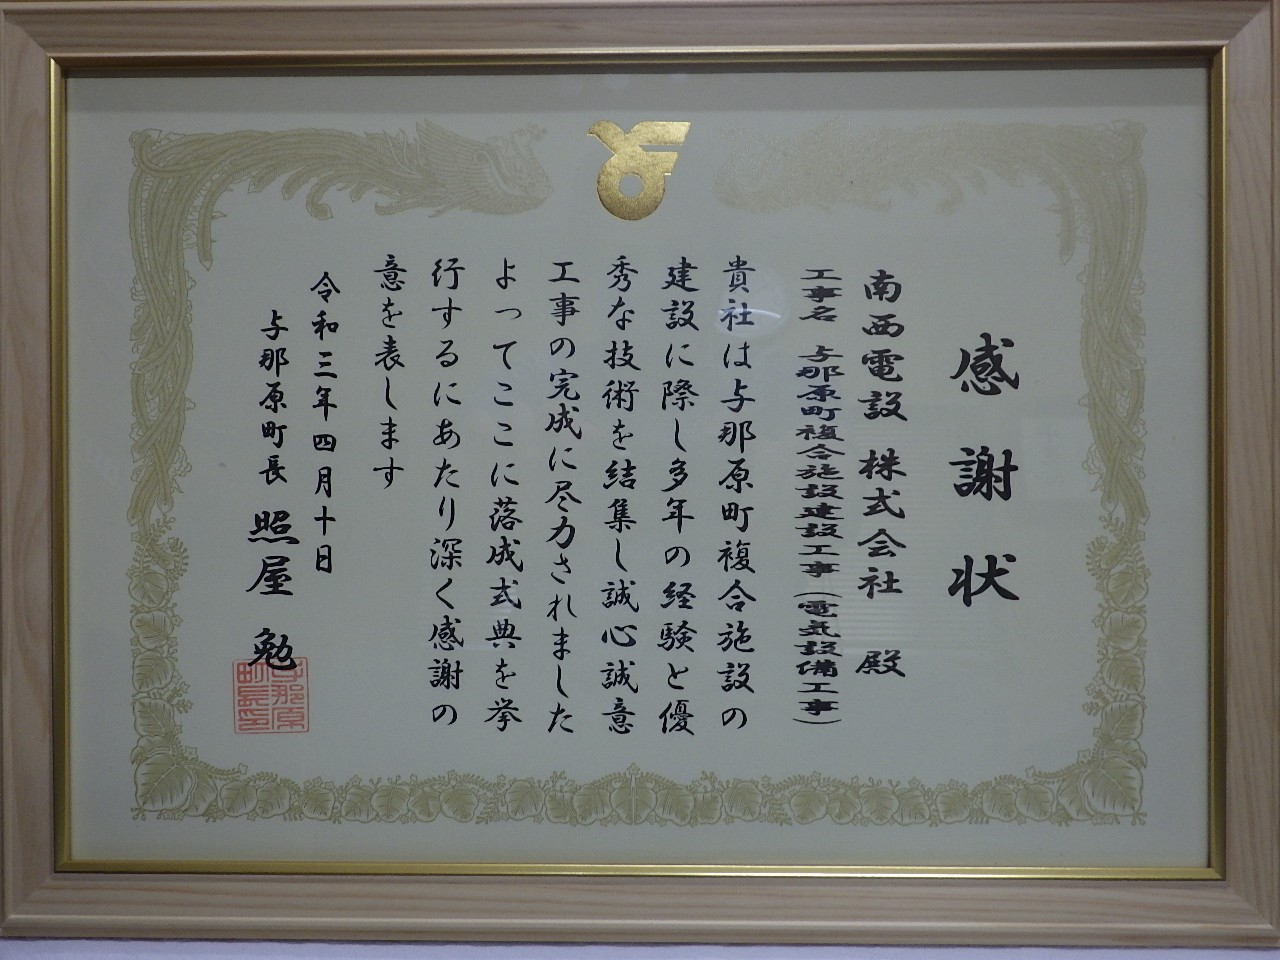 感謝状
南西電設 株式会社 殿
工事名 与那原町複合施設建設工事(電気設備工事)
貴社は与那原町複合施設の
建設に際し多年の経験と優
秀な技術を結集し誠心誠意
工事の完成に尽力されました
よってここに落成式典を挙
行するにあたり深く感謝の
意を表します
令和三年四月十日
与那原町長 照屋 勉
与那原
町長印